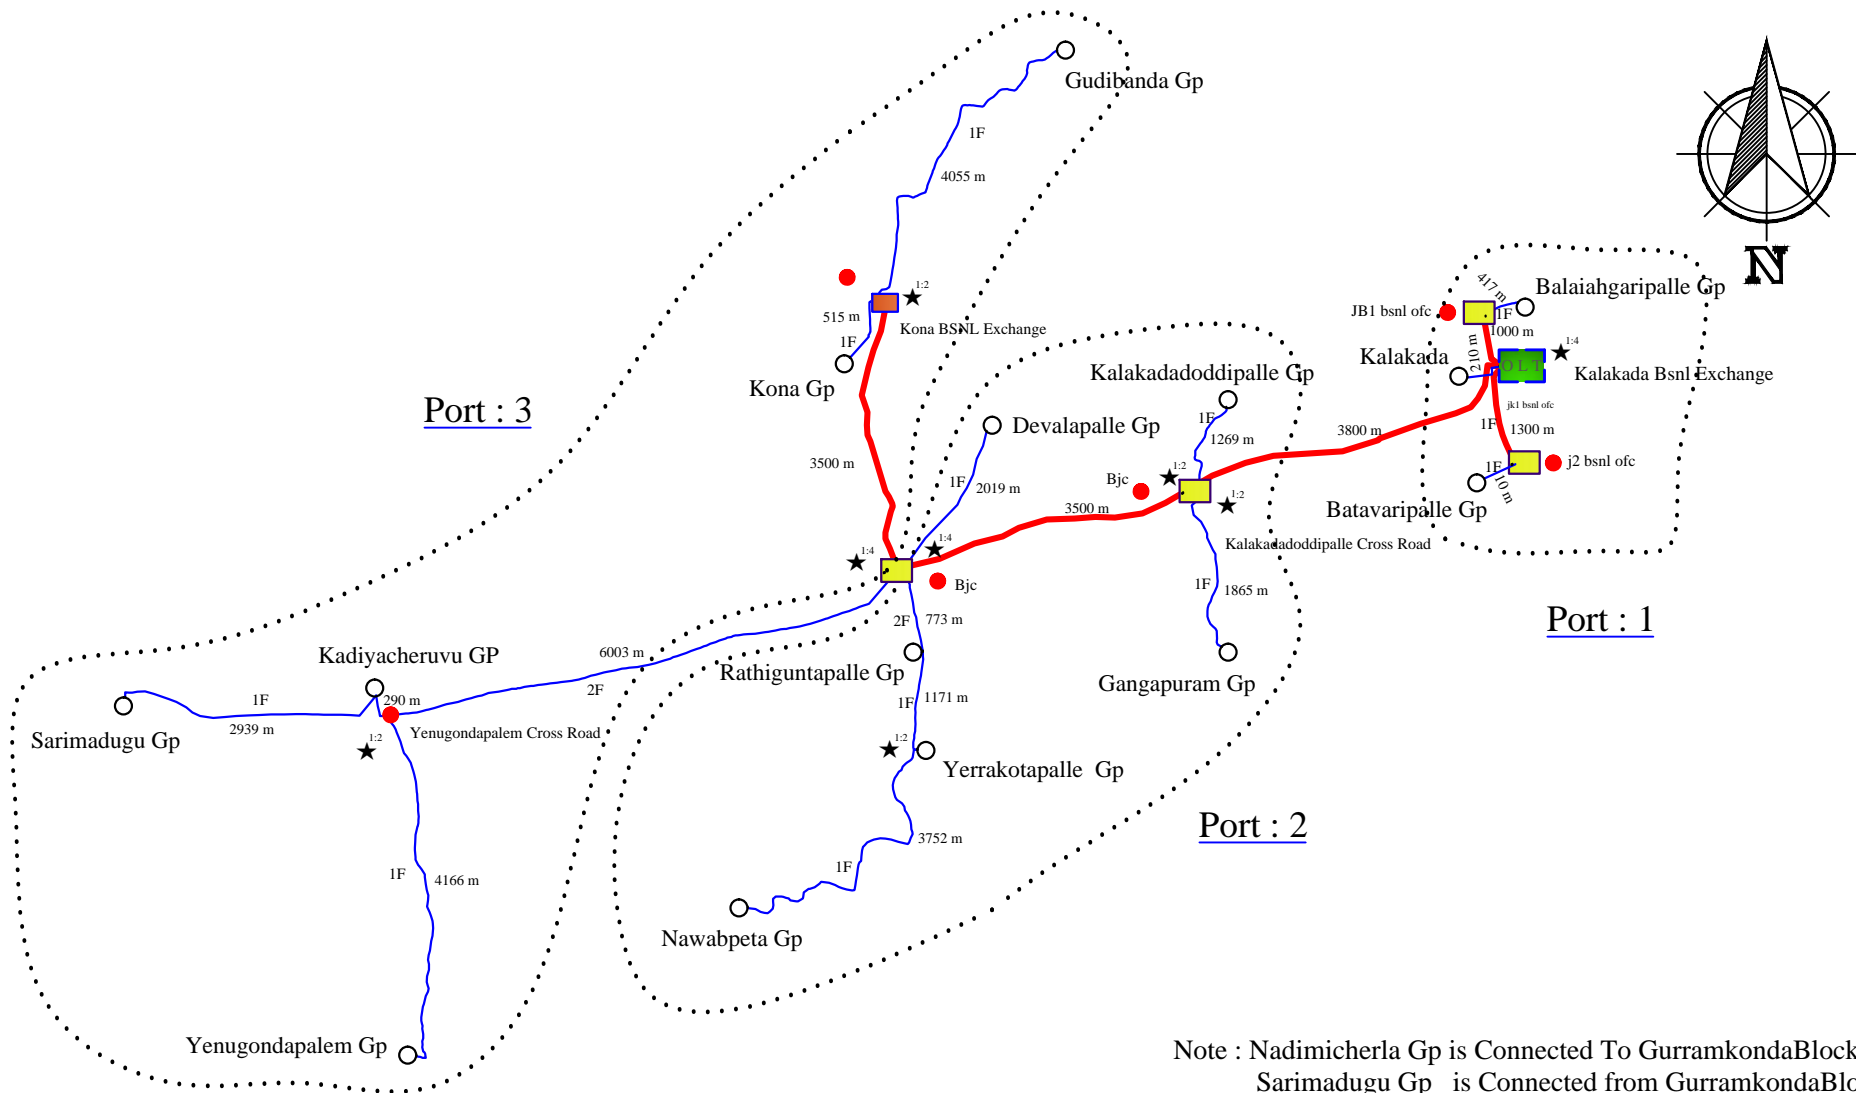 Gudibanda Gp
1F
4055 m
N
1:2
515 m
Kona BSNL Exchange
1F
Kona Gp
Port : 3
3500 m
417 m
Balaiahgaripalle Gp
JB1 bsnl ofc
1F
1000 m
210 m
Kalakada
OLT
1:4
Kalakada Bsnl Exchange
jk1 bsnl ofc
1F
1300 m
j2 bsnl ofc
1F
10 m
Batavaripalle Gp
Port : 1
Kalakadadoddipalle Gp
1F
1269 m
3800 m
Devalapalle Gp
1F
2019 m
1:2
Bjc
1:2
3500 m
Kalakadadoddipalle Cross Road
1F
1865 m
Gangapuram Gp
1:4
1:4
Bjc
2F
773 m
Rathiguntapalle Gp
1F
1171 m
1:2
Yerrakotapalle Gp
Port : 2
3752 m
1F
Nawabpeta Gp
6003 m
2F
Kadiyacheruvu GP
290 m
1F
2939 m
Sarimadugu Gp
Yenugondapalem Cross Road
1:2
1F
4166 m
Yenugondapalem Gp
Note : Nadimicherla Gp is Connected To GurramkondaBlock
Sarimadugu Gp is Connected from GurramkondaBlo